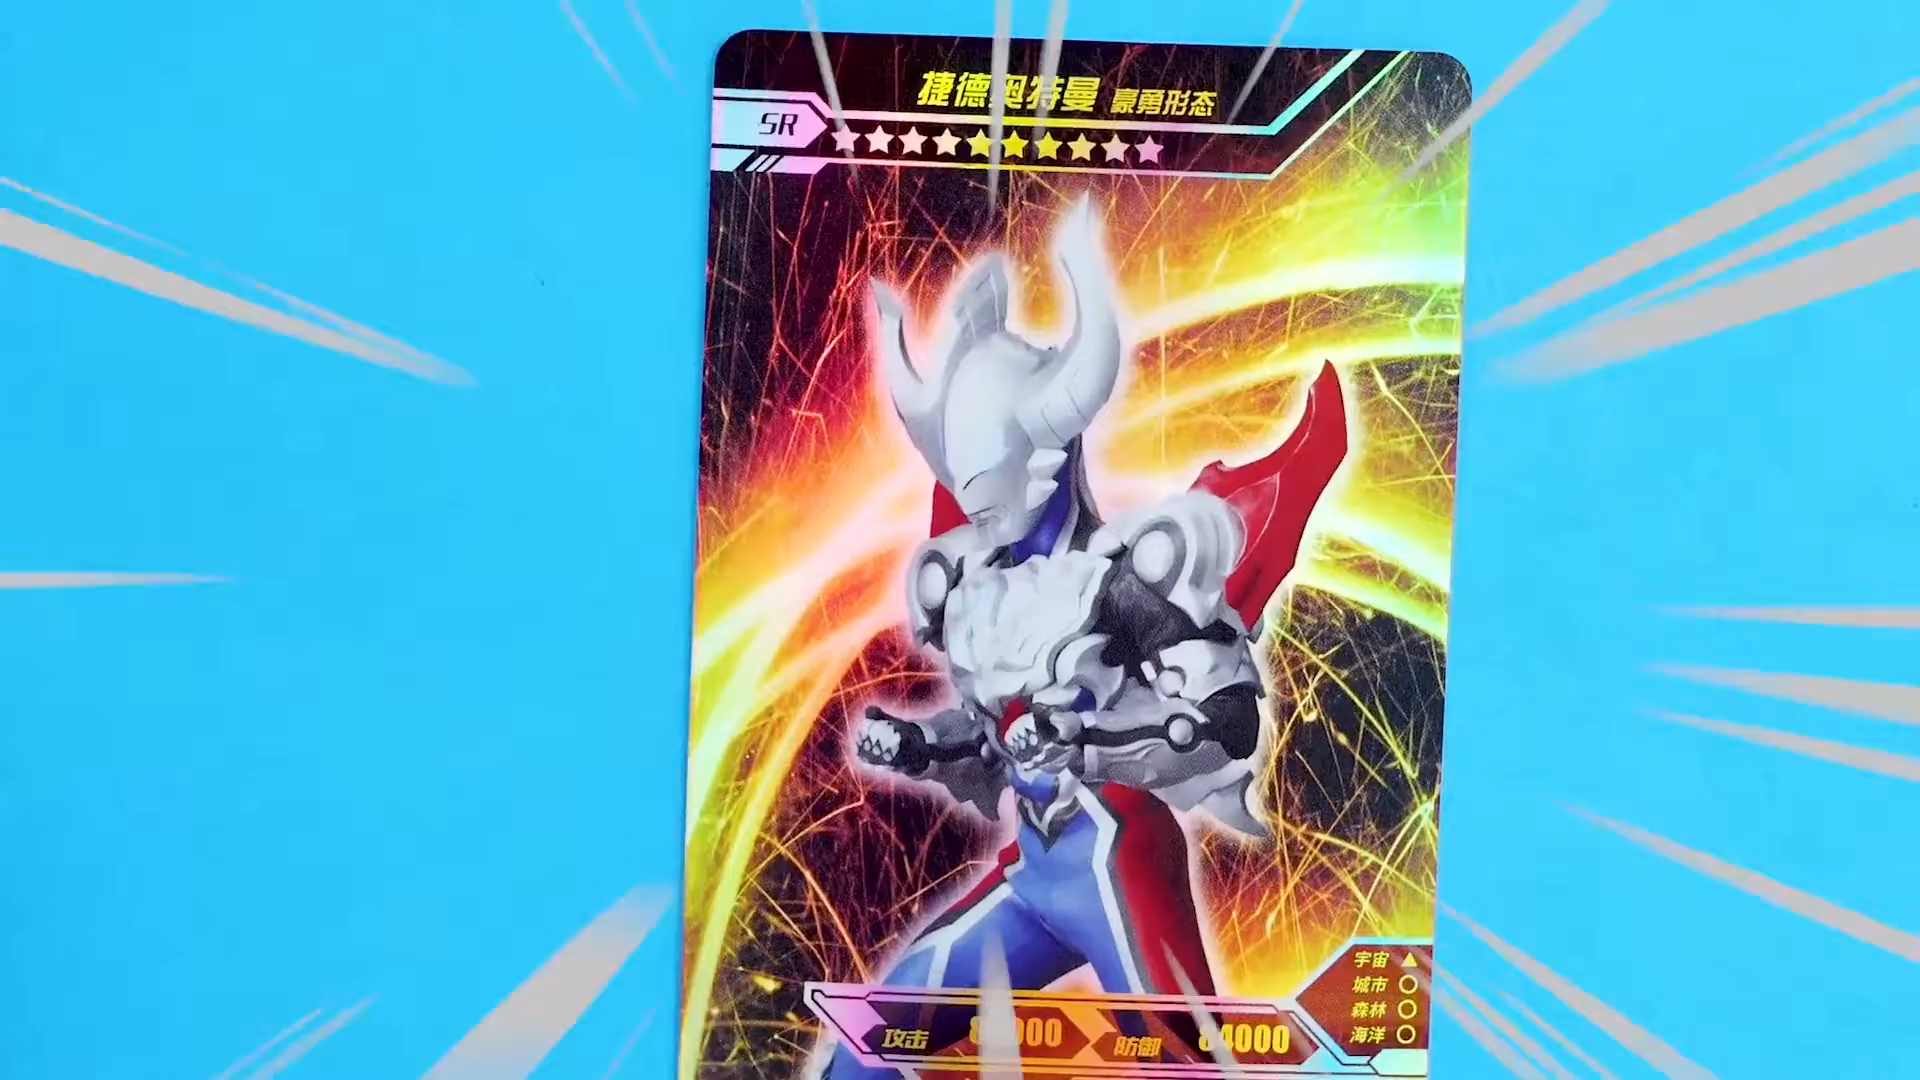 捷德奥特曼 豪勇形态
SR
宇宙
城市
森林
海洋
攻击
防御 84000